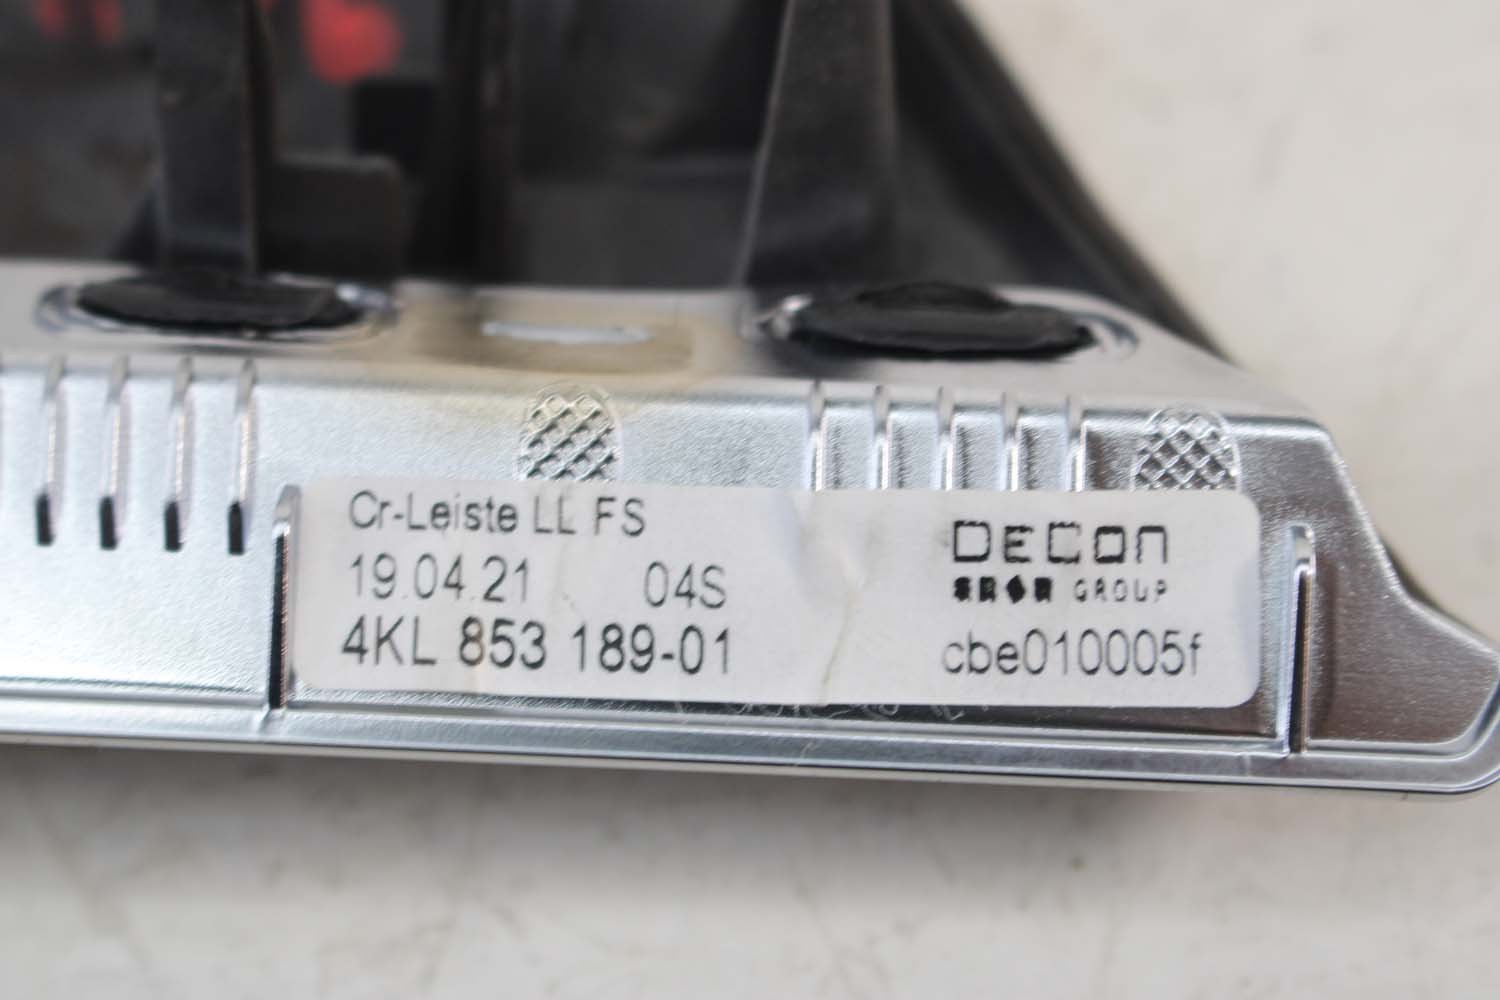 Cr-Leiste LL FS
19.04.21 04S
4KL 853 189-01
DECON
GROUP
cbe010005f